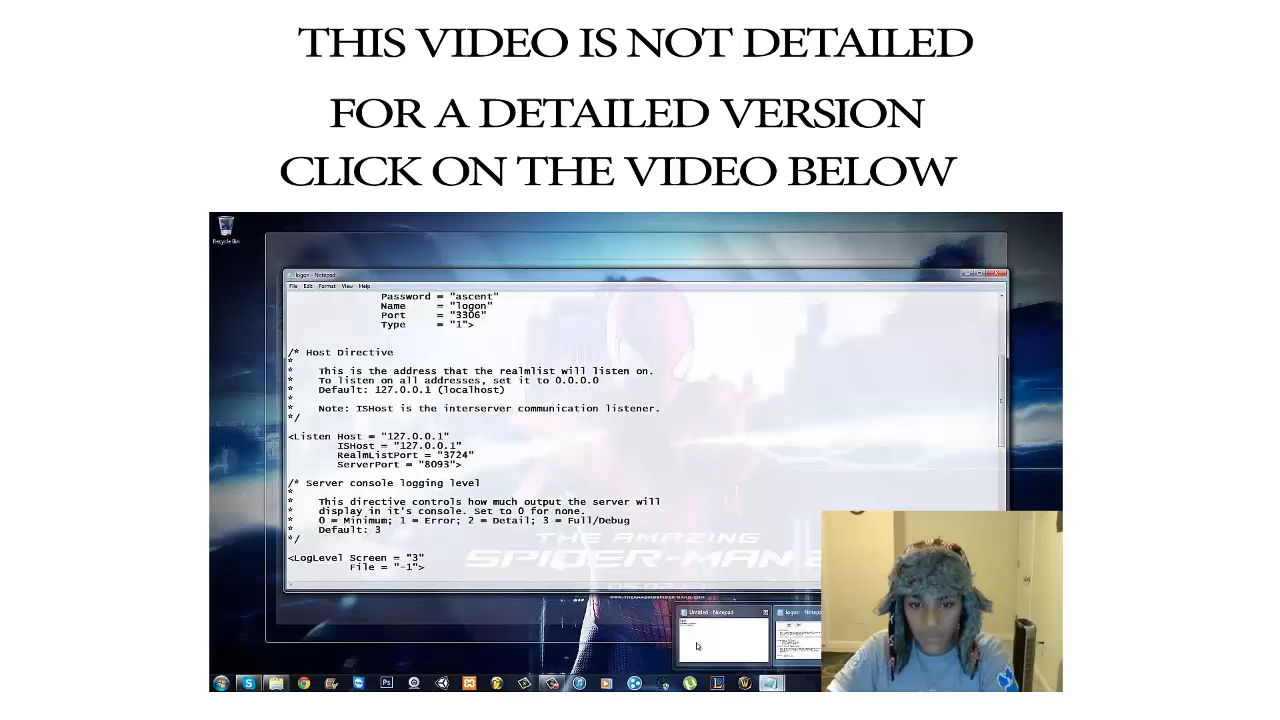 THIS VIDEO IS NOT DETAILED
FOR A DETAILED VERSION
CLICK ON THE VIDEO BELOW
Recycle Bin
logon - Notepad
File Edit Format View Help
Password = "ascent"
Name = "logon"
Port = "3306"
Type = "1">
/* Host Directive
*
* This is the address that the realmlist will listen on.
* To listen on all addresses, set it to 0.0.0.0
* Default: 127.0.0.1 (localhost)
*
* Note: ISHost is the interserver communication listener.
*/
<Listen Host = "127.0.0.1"
ISHost = "127.0.0.1"
RealmListPort = "3724"
ServerPort = "8093">
/* Server console logging level
*
* This directive controls how much output the server will
* display in it's console. Set to 0 for none.
* 0 = Minimum; 1 = Error; 2 = Detail; 3 = Full/Debug
* Default: 3
*/
<LogLevel Screen = "3"
File = "-1">
THE AMAZING
SPIDER-MAN
Untitled - Notepad
logon - Notep